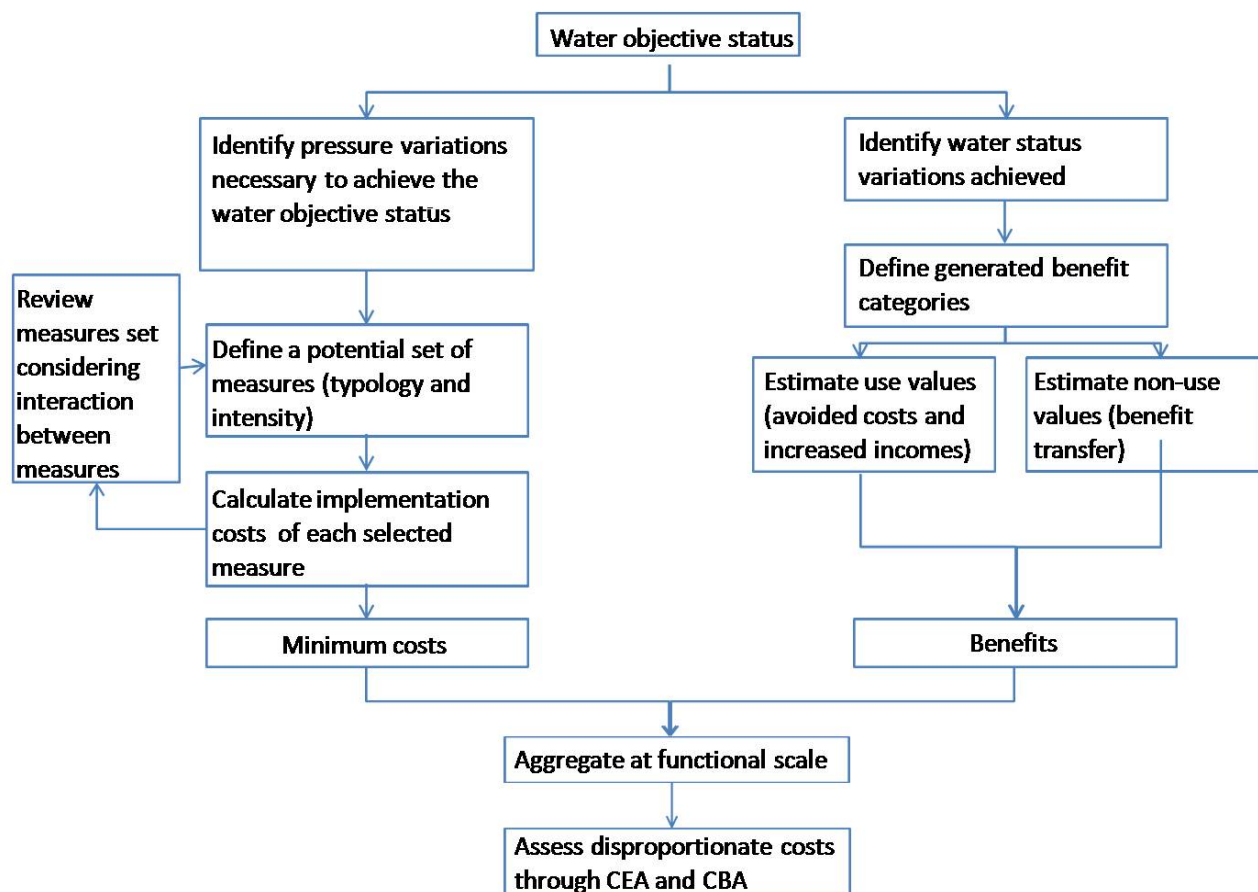 Water objective status
Identify pressure variations
necessary to achieve the
water objective status
Identify water status
variations achieved
Define generated benefit
categories
Review
measures set
considering
interaction
between
measures
Define a potential set of
measures (typology and
intensity)
Estimate use values
(avoided costs and
increased incomes)
Estimate non-use
values (benefit
transfer)
Calculate implementation
costs of each selected
measure
Minimum costs
Benefits
Aggregate at functional scale
Assess disproportionate costs
through CEA and CBA